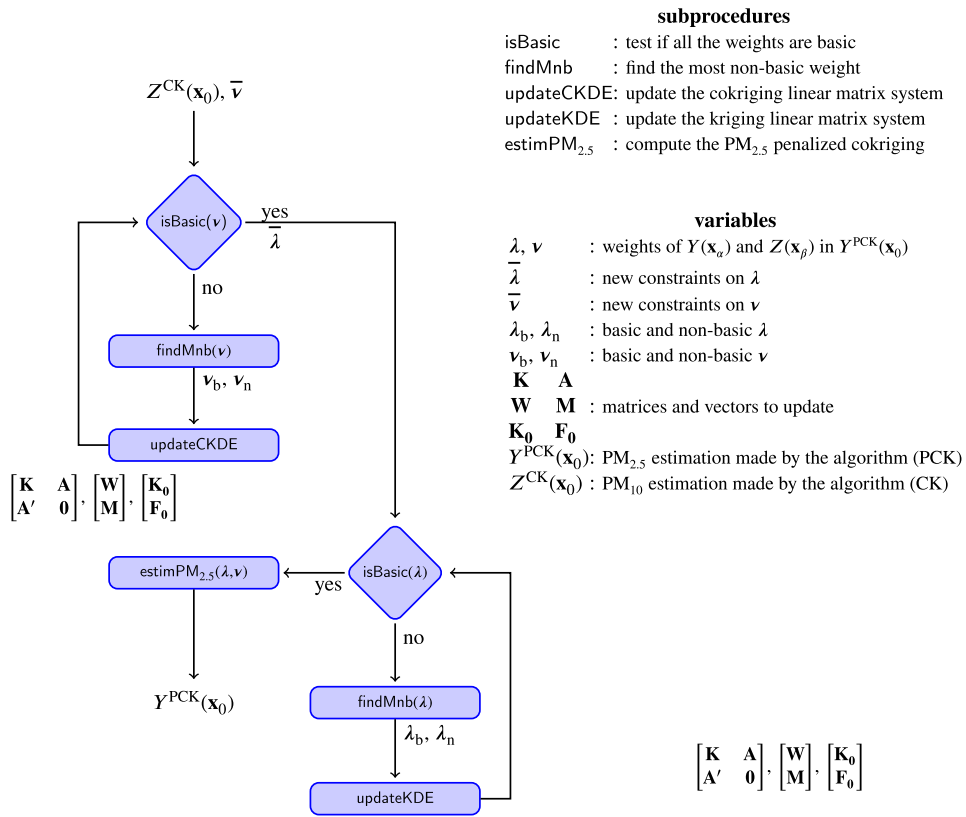 subprocedures
isBasic : test if all the weights are basic
findMnb : find the most non-basic weight
updateCKDE: update the cokriging linear matrix system
updateKDE : update the kriging linear matrix system
estimPM₂.₅ : compute the PM₂.₅ penalized cokriging
variables
λ, ν : weights of Y(xα) and Z(xβ) in Yᴾᶜᴷ(x₀)
λ̅ : new constraints on λ
ν̅ : new constraints on ν
λb, λn : basic and non-basic λ
νb, νn : basic and non-basic ν
K A
W M : matrices and vectors to update
K₀ F₀
Yᴾᶜᴷ(x₀): PM₂.₅ estimation made by the algorithm (PCK)
Zᶜᴷ(x₀) : PM₁₀ estimation made by the algorithm (CK)
Zᶜᴷ(x₀), ν̅
isBasic(ν)
yes
λ̅
no
findMnb(ν)
νb, νn
updateCKDE
[K A], [W], [K₀]
[A′ 0], [M], [F₀]
isBasic(λ)
yes
estimPM₂.₅(λ,ν)
Yᴾᶜᴷ(x₀)
no
findMnb(λ)
λb, λn
updateKDE
[K A], [W], [K₀]
[A′ 0], [M], [F₀]